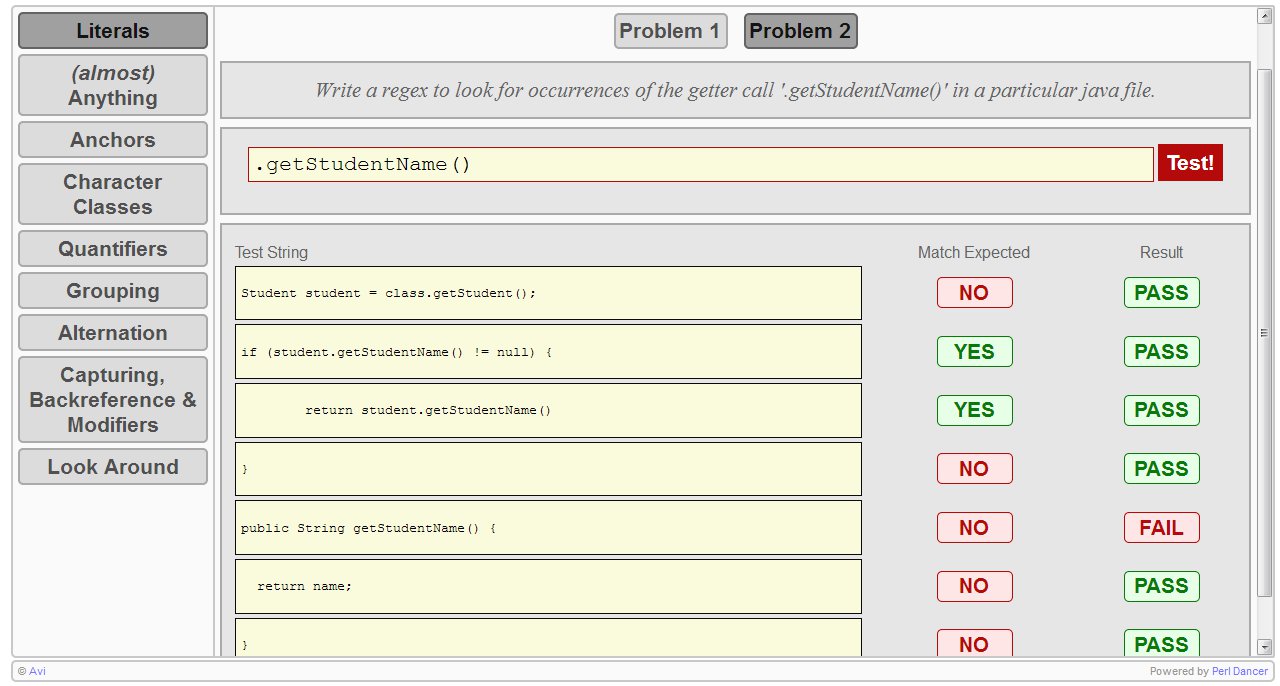 Literals
(almost)
Anything
Anchors
Character
Classes
Quantifiers
Grouping
Alternation
Capturing,
Backreference &
Modifiers
Look Around
Problem 1 Problem 2
Write a regex to look for occurrences of the getter call '.getStudentName()' in a particular java file.
.getStudentName() Test!
Test String Match Expected Result
Student student = class.getStudent(); NO PASS
if (student.getStudentName() != null) { YES PASS
return student.getStudentName() YES PASS
} NO PASS
public String getStudentName() { NO FAIL
return name; NO PASS
} NO PASS
© Avi Powered by Perl Dancer